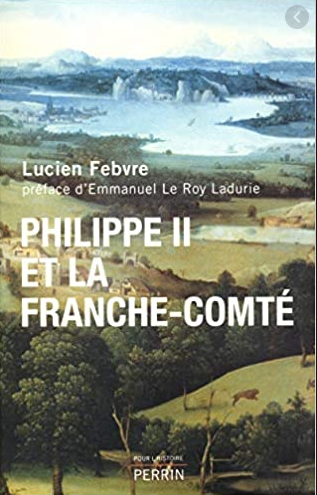 Lucien Febvre
préface d'Emmanuel Le Roy Ladurie
PHILIPPE II
ET LA
FRANCHE-COMTÉ
POUR L'HISTOIRE
PERRIN